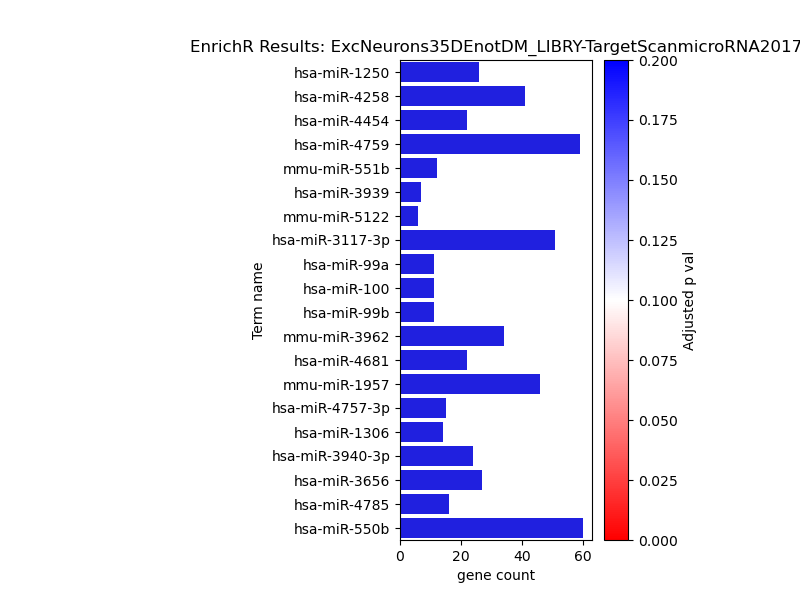 EnrichR Results: ExcNeurons35DEnotDM_LIBRY-TargetScanmicroRNA2017
hsa-miR-1250
hsa-miR-4258
hsa-miR-4454
hsa-miR-4759
mmu-miR-551b
hsa-miR-3939
mmu-miR-5122
hsa-miR-3117-3p
hsa-miR-99a
hsa-miR-100
hsa-miR-99b
mmu-miR-3962
hsa-miR-4681
mmu-miR-1957
hsa-miR-4757-3p
hsa-miR-1306
hsa-miR-3940-3p
hsa-miR-3656
hsa-miR-4785
hsa-miR-550b
Term name
0 20 40 60
gene count
0.200
0.175
0.150
0.125
0.100
0.075
0.050
0.025
0.000
Adjusted p val